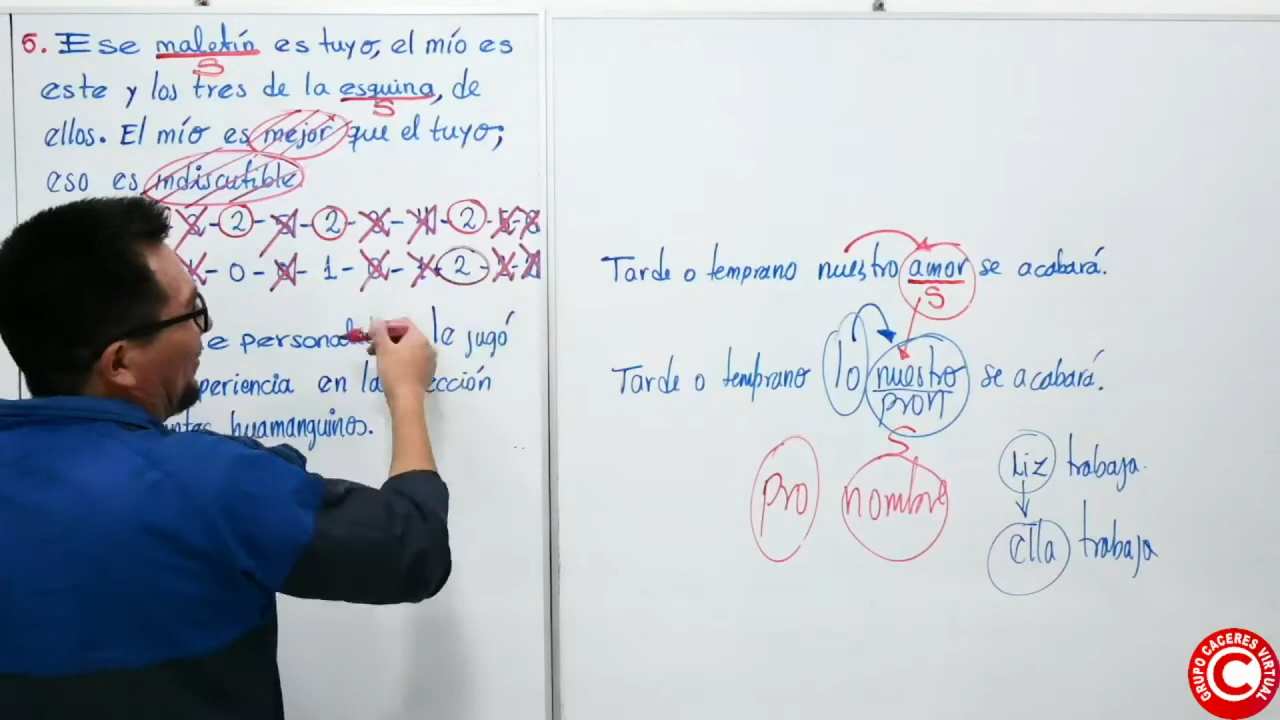 5. Ese maletín es tuyo, el mío es
S
este y los tres de la esquina, de
S
ellos. El mío es mejor que el tuyo;
eso es indiscutible
- 2 - - 2 - - - 2 -
- 0 - - 1 - - - 2 -
e le jugó
periencia en la
huamanguinos.
Tarde o temprano nuestro amor se acabará.
S
Tarde o temprano lo nuestro se acabará.
pron
S
pro nombre
Liz trabaja.
ella trabaja
GRUPO CACERES VIRTUAL
C